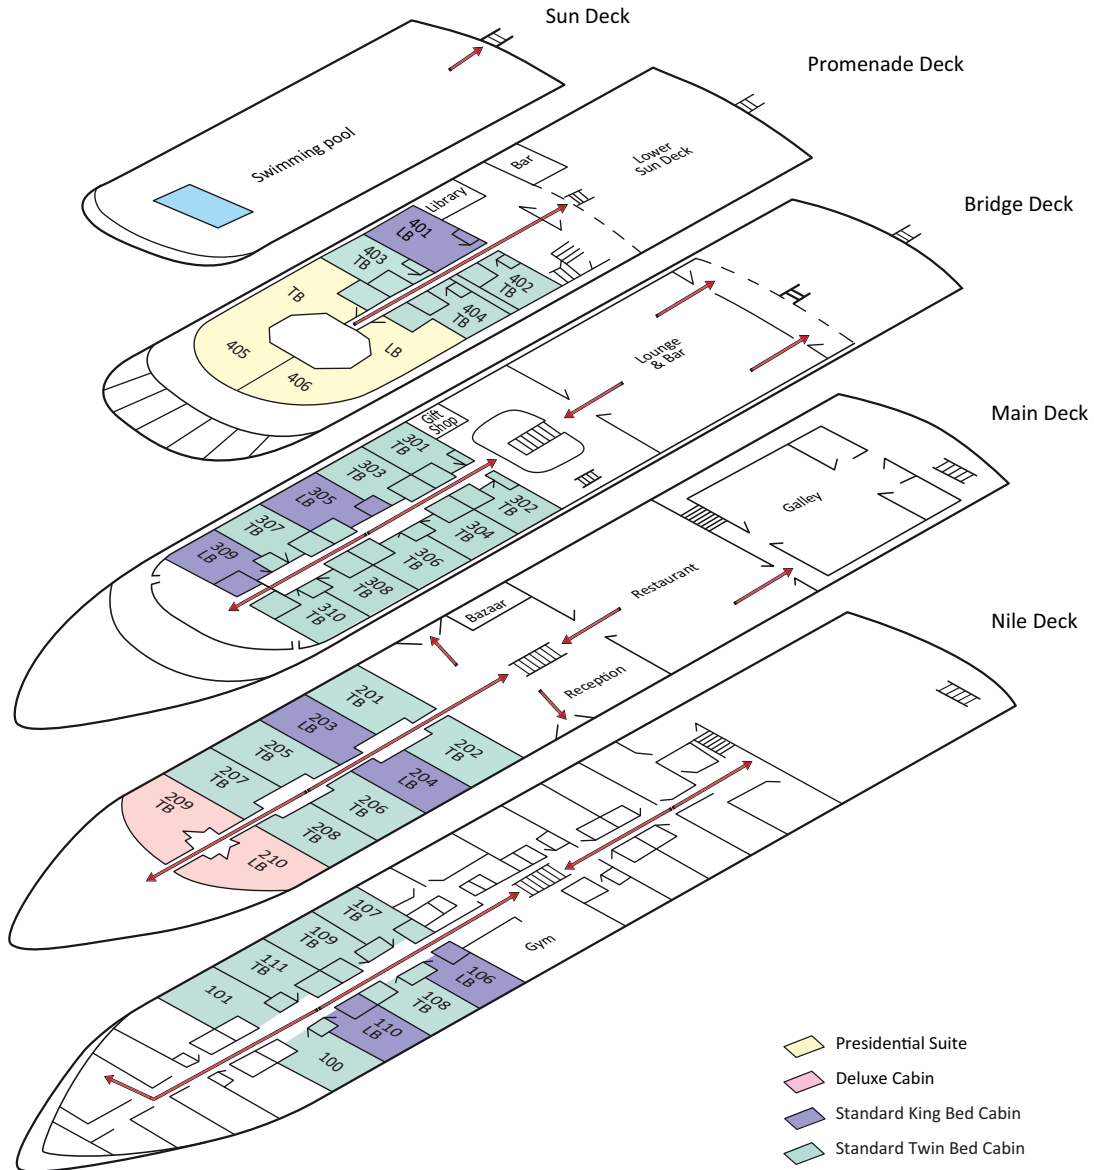 Sun Deck
Swimming pool
Promenade Deck
Lower
Sun Deck
Bar
Library
401
LB
403
TB
402
TB
404
TB
TB
LB
405
406
Bridge Deck
Lounge
& Bar
Gift
Shop
301
TB
303
TB
305
LB
307
TB
309
LB
302
TB
304
TB
306
TB
308
TB
310
TB
Main Deck
Galley
Restaurant
Bazaar
Reception
201
TB
203
LB
205
TB
207
TB
209
TB
202
TB
204
LB
206
TB
208
TB
210
LB
Nile Deck
Gym
107
TB
109
TB
111
TB
101
106
LB
108
TB
110
LB
100
Presidential Suite
Deluxe Cabin
Standard King Bed Cabin
Standard Twin Bed Cabin